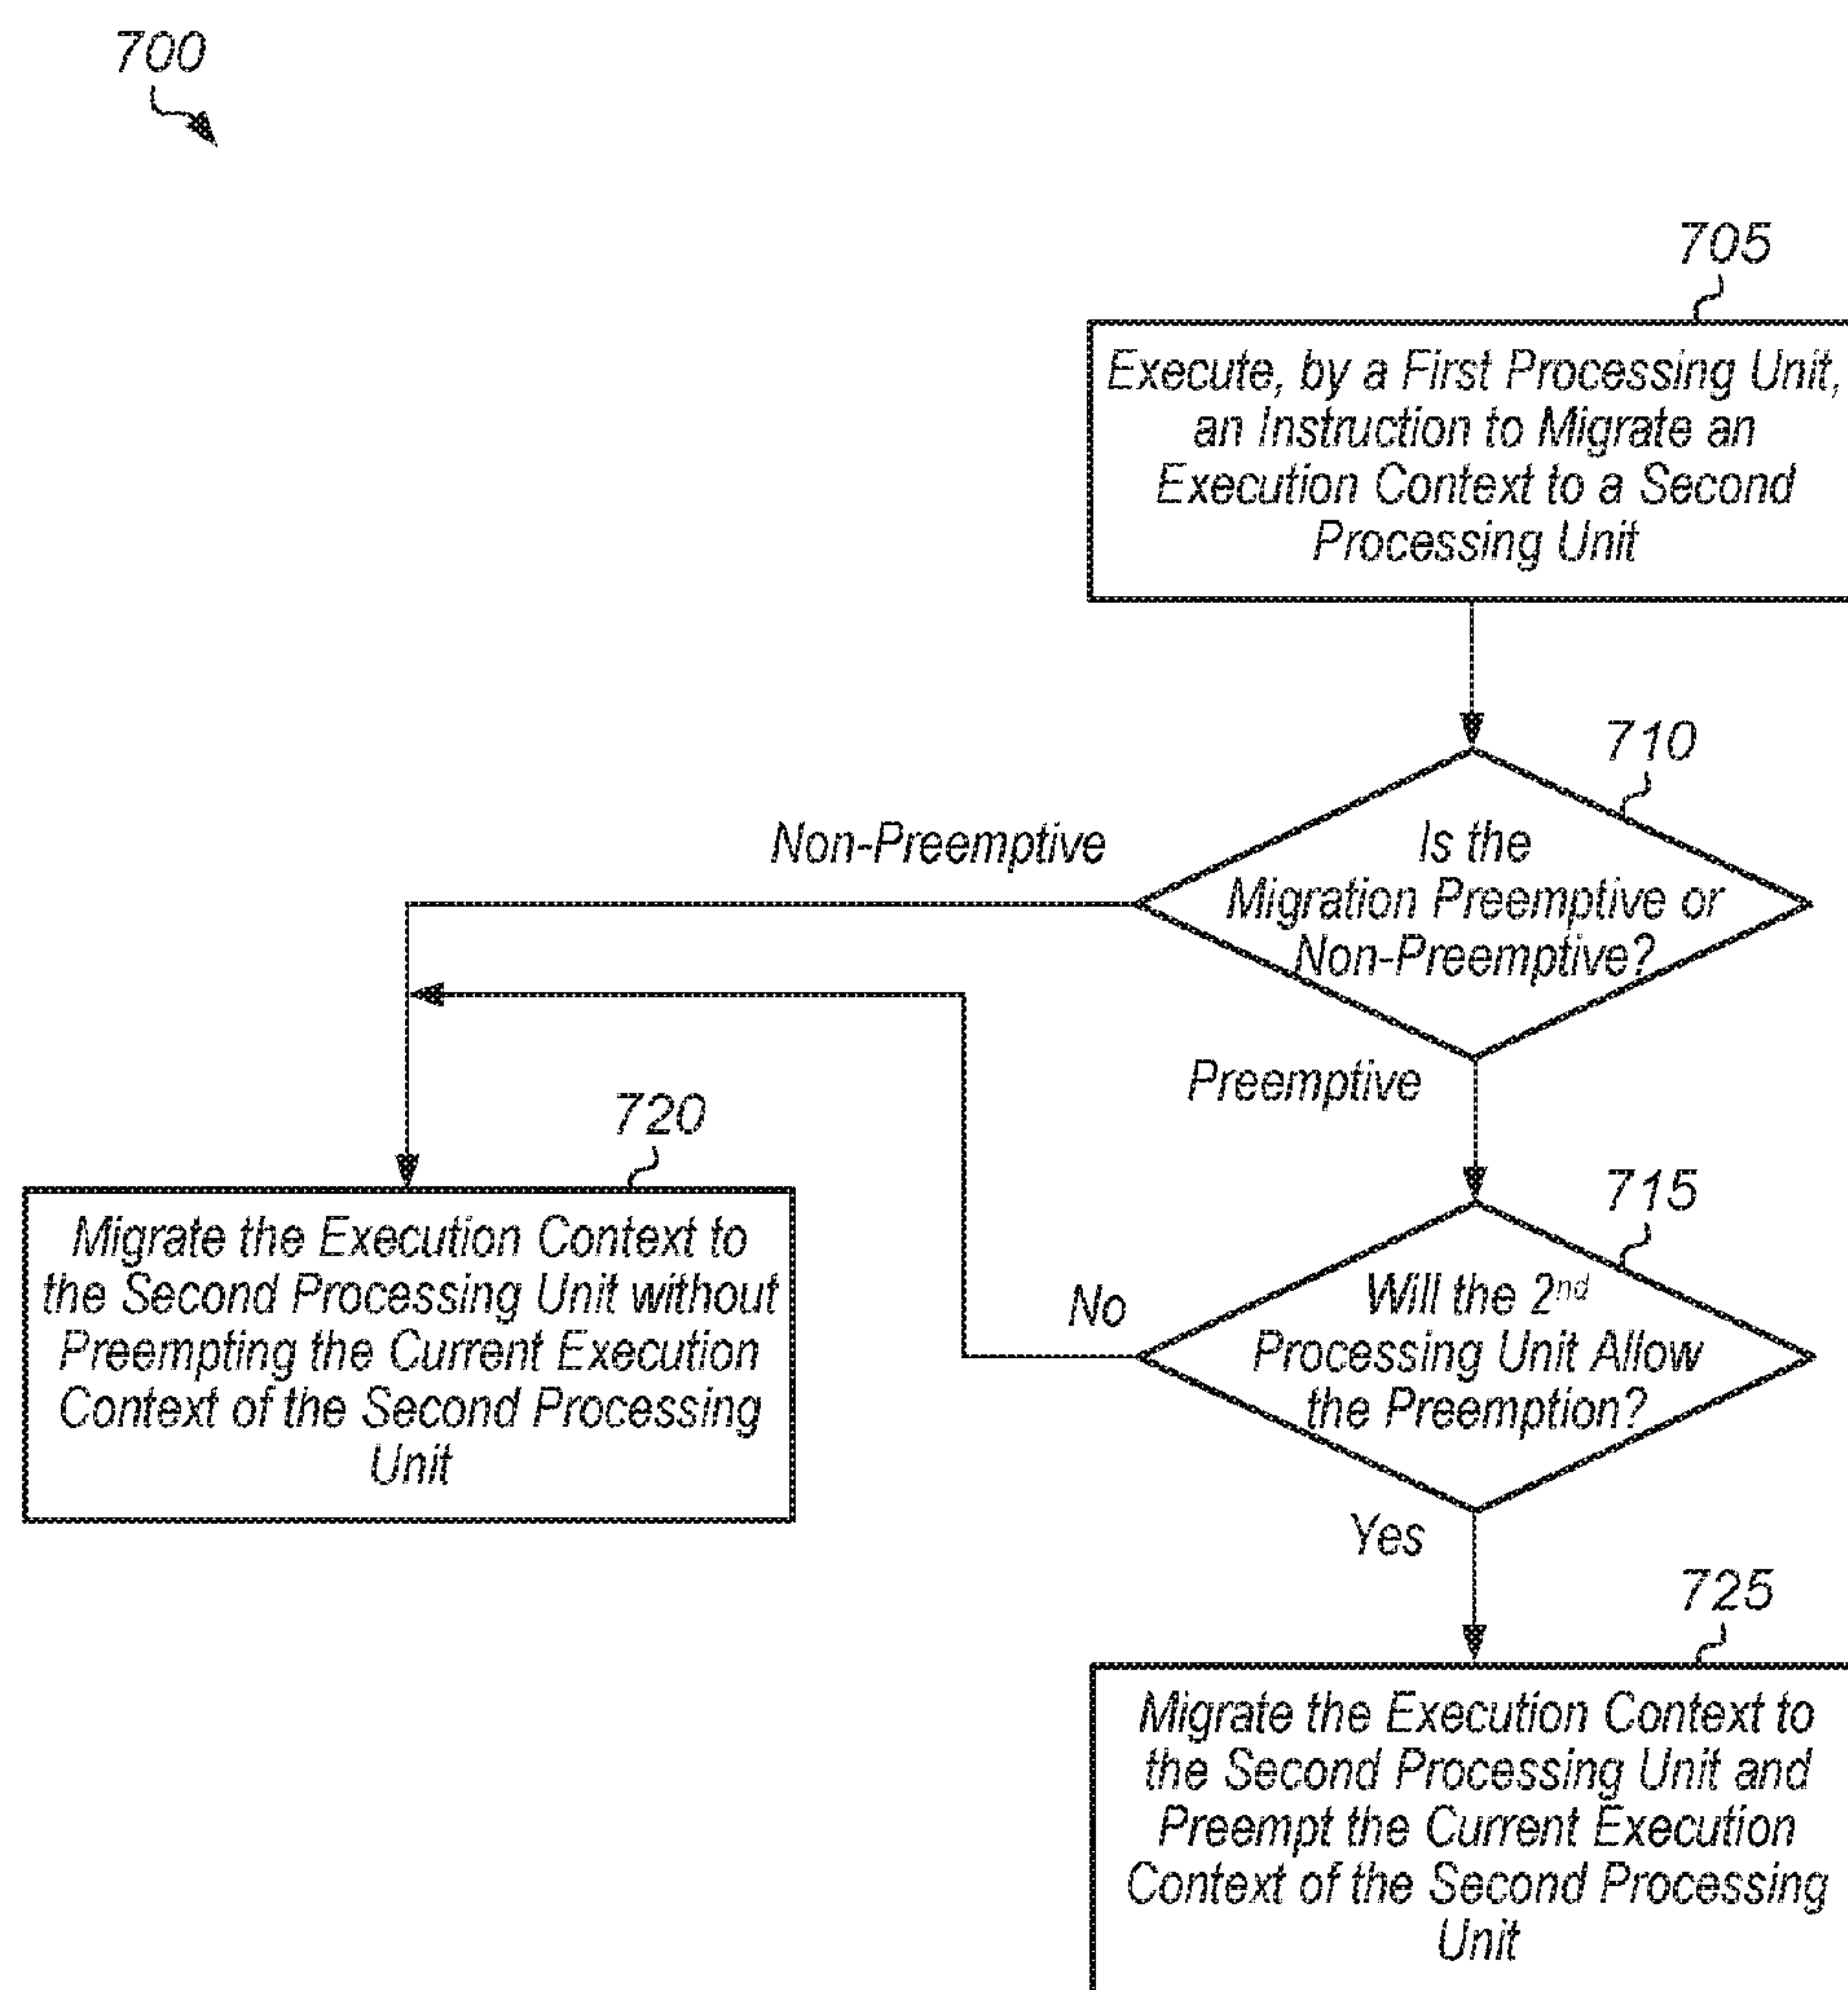 700
705
Execute, by a First Processing Unit,
an Instruction to Migrate an
Execution Context to a Second
Processing Unit
710
Non-Preemptive
Is the
Migration Preemptive or
Non-Preemptive?
Preemptive
720
Migrate the Execution Context to
the Second Processing Unit without
Preempting the Current Execution
Context of the Second Processing
Unit
715
No
Will the 2nd
Processing Unit Allow
the Preemption?
Yes
725
Migrate the Execution Context to
the Second Processing Unit and
Preempt the Current Execution
Context of the Second Processing
Unit